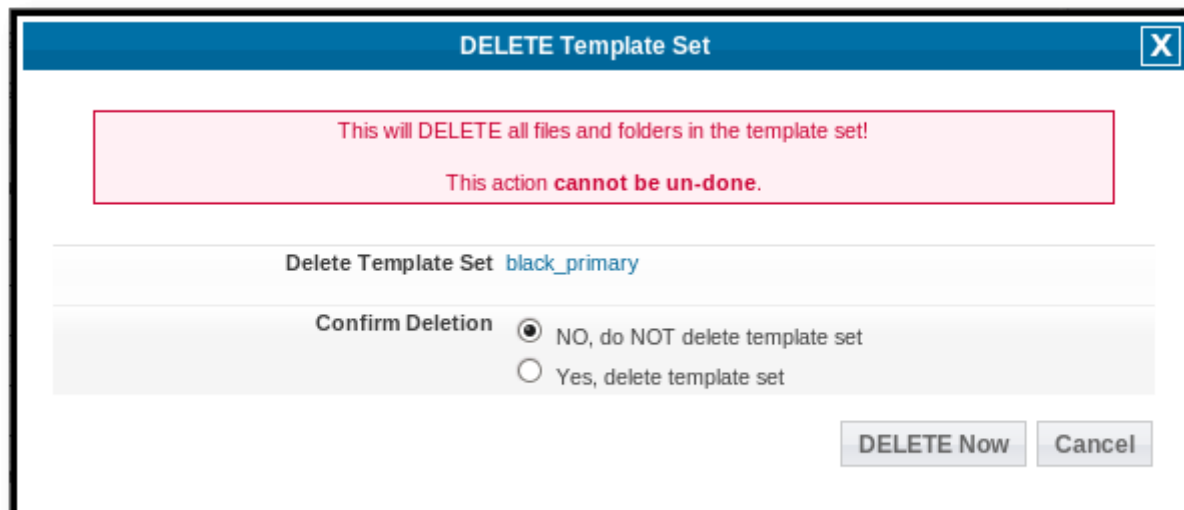 DELETE Template Set
X
This will DELETE all files and folders in the template set!
This action cannot be un-done.
Delete Template Set black_primary
Confirm Deletion
NO, do NOT delete template set
Yes, delete template set
DELETE Now Cancel